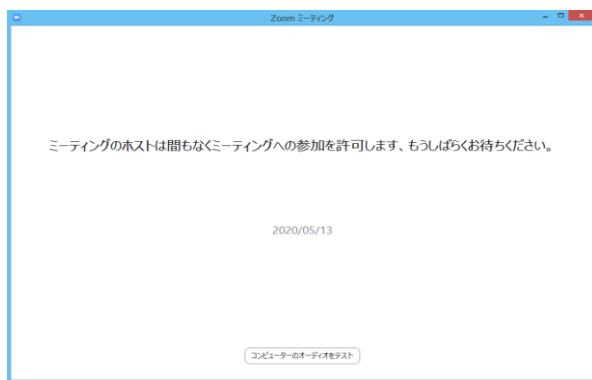 Zoom ミーティング
ミーティングのホストは間もなくミーティングへの参加を許可します、もうしばらくお待ちください。
2020/05/13
コンピューターのオーディオをテスト